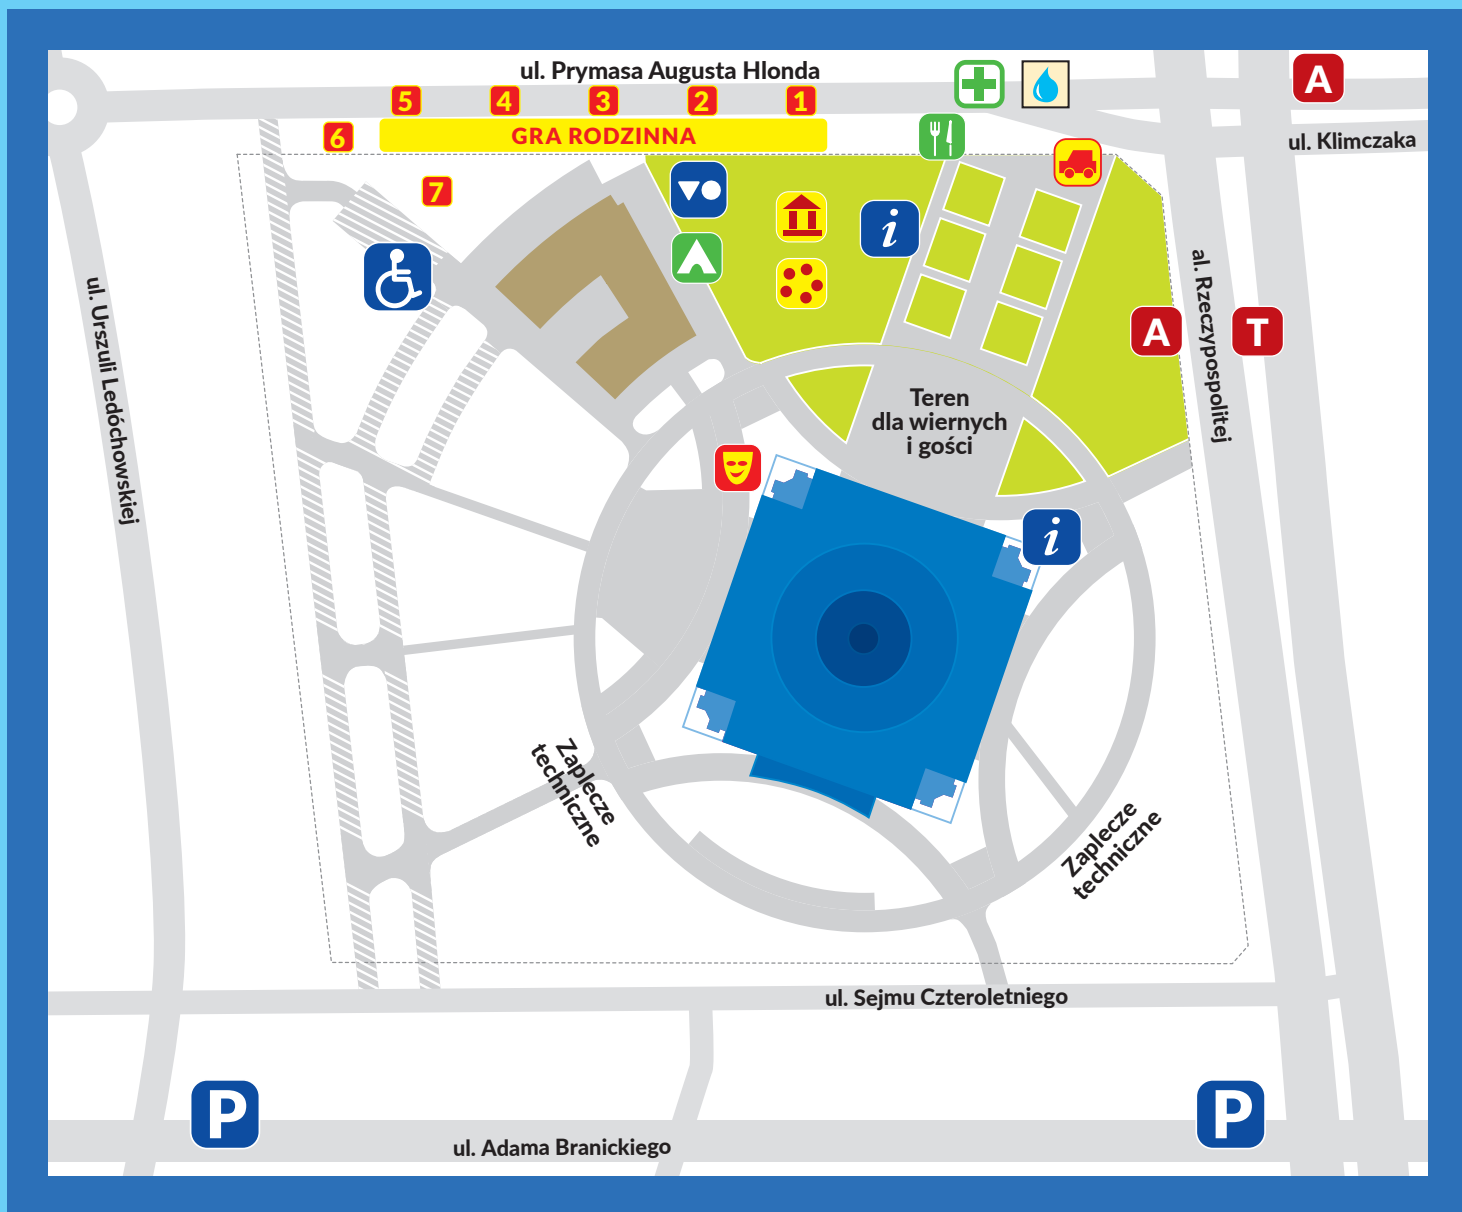 ul. Prymasa Augusta Hlonda
A
5
4
3
2
1
6
GRA RODZINNA
ul. Klimczaka
7
i
ul. Urszuli Ledóchowskiej
al. Rzeczypospolitej
A
T
Teren
dla wiernych
i gości
i
Zaplecze
techniczne
Zaplecze
techniczne
ul. Sejmu Czteroletniego
P
P
ul. Adama Branickiego